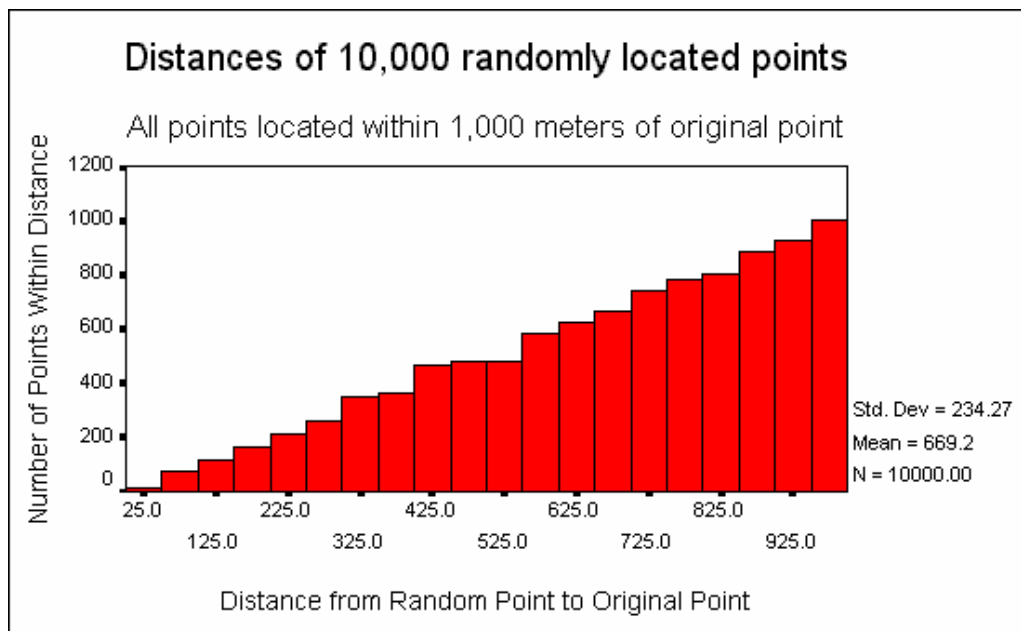 Distances of 10,000 randomly located points
All points located within 1,000 meters of original point
Number of Points Within Distance
1200
1000
800
600
400
200
0
25.0
225.0
425.0
625.0
825.0
125.0
325.0
525.0
725.0
925.0
Std. Dev = 234.27
Mean = 669.2
N = 10000.00
Distance from Random Point to Original Point